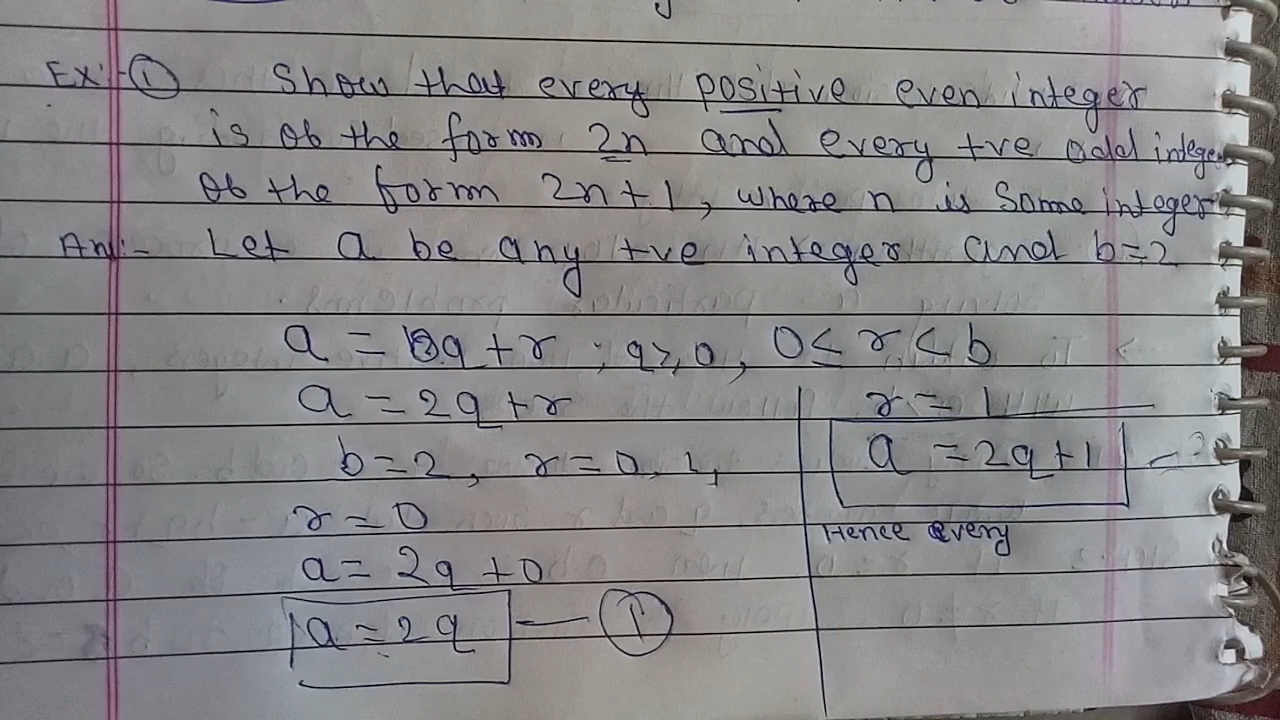 Ex:-① Show that every positive even integer
is of the form 2n and every +ve odd integer
of the form 2n+1, where n is some integer.
Ans:- Let a be any +ve integer and b=2
a = bq + r ; q≥0, 0≤ r < b
a = 2q + r
b=2, r=0, 1,
r = 0
a = 2q + 0
a = 2q — ①
r = 1
a = 2q+1 —
Hence every